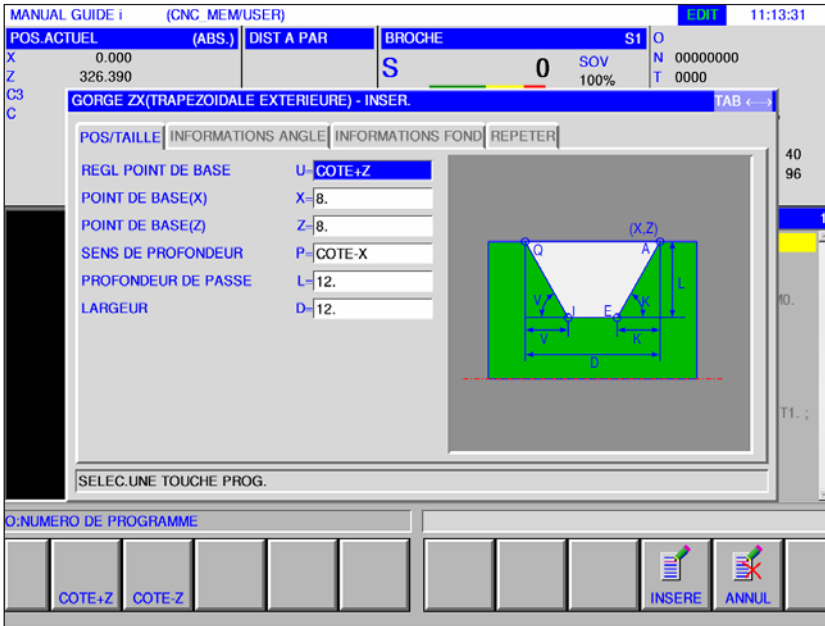 MANUAL GUIDE i (CNC_MEM/USER) EDIT 11:13:31
POS.ACTUEL (ABS.) DIST A PAR BROCHE S1 O
X 0.000 S 0 SOV N 00000000
Z 326.390 100% T 0000
C3
C
GORGE ZX(TRAPEZOIDALE EXTERIEURE) - INSER. TAB ←→
POS/TAILLE INFORMATIONS ANGLE INFORMATIONS FOND REPETER
REGL POINT DE BASE U= COTE+Z
POINT DE BASE(X) X= 8.
POINT DE BASE(Z) Z= 8.
SENS DE PROFONDEUR P= COTE-X
PROFONDEUR DE PASSE L= 12.
LARGEUR D= 12.
(X,Z)
Q A
L
V I E K
V K
D
40
96
1
M0.
T1. ;
SELEC.UNE TOUCHE PROG.
O:NUMERO DE PROGRAMME
COTE+Z COTE-Z INSERE ANNUL